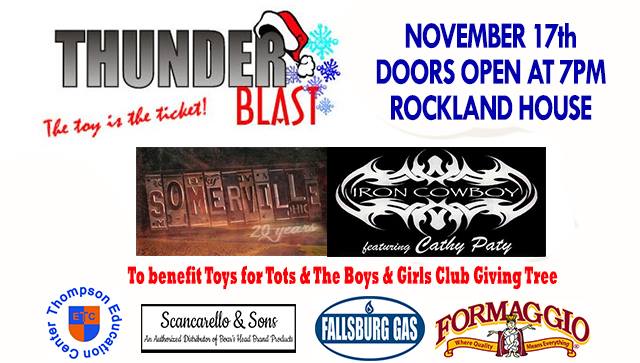 THUNDER
BLAST
The toy is the ticket!
NOVEMBER 17th
DOORS OPEN AT 7PM
ROCKLAND HOUSE
SOMERVILLE
20 years
IRON COWBOY
featuring Cathy Paty
To benefit Toys for Tots & The Boys & Girls Club Giving Tree
Thompson Education Center
ETC
Scancarello & Sons
An Authorized Distributor of Boar's Head Brand Products
FALLSBURG GAS
FORMAGGIO
Where Quality Means Everything